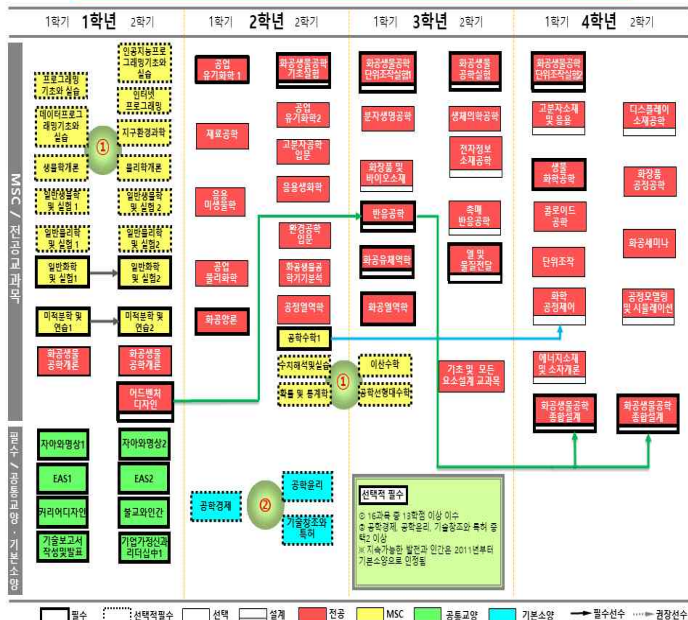 1학기 1학년 2학기
1학기 2학년 2학기
1학기 3학년 2학기
1학기 4학년 2학기
MSC / 전공교과목
프로그래밍
기초와 실습
데이터프로그
래밍기초와
실습
생물학개론
일반생물학
및 실험 1
일반물리학
및 실험 1
일반화학
및 실험1
미적분학 및
연습1
화공생물
공학개론
①
인공지능프로
그래밍기초와
실습
인터넷
프로그래밍
지구환경과학
물리학개론
일반생물학
및 실험 2
일반물리학
및 실험2
일반화학
및 실험2
미적분학 및
연습2
화공생물
공학개론
어드벤처
디자인
공업
유기화학 1
재료공학
응용
미생물학
공업
물리화학
화공양론
화공생물공학
기초실험
공업
유기화학2
고분자공학
입문
응용생화학
환경공학
입문
화공생물공
학기기분석
공정열역학
공학수학1
수치해석및실습
확률 및 통계학
①
이산수학
공학선형대수학
화공생물공학
단위조작실험1
분자생명공학
화장품 및
바이오소재
반응공학
화공유체역학
화공열역학
화공생물
공학실험
생체의학공학
전자정보
소재공학
촉매
반응공학
열 및
물질전달
기초 및 모든
요소설계 교과목
화공생물공학
단위조작실험2
고분자소재
및 응용
생물
화학공학
콜로이드
공학
단위조작
화학
공정제어
에너지소재
및 소자개론
화공생물공학
종합설계
디스플레이
소재공학
화장품
공정공학
화공세미나
공정모델링
및 시뮬레이션
화공생물공학
종합설계
필수 / 공통교양 · 기본소양
자아와명상1
EAS1
커리어디자인
기술보고서
작성및발표
자아와명상2
EAS2
불교와인간
기업가정신과
리더십中1
공학경제
②
공학윤리
기술창조와
특허
선택적 필수
① 16과목 중 13학점 이상 이수
② 공학경제, 공학윤리, 기술창조와 특허 중
택2 이상
※ 지속가능한 발전과 인간은 2011년부터
기본소양으로 인정됨
필수 선택적필수 선택 설계 전공 MSC 공통교양 기본소양 필수선수 권장선수